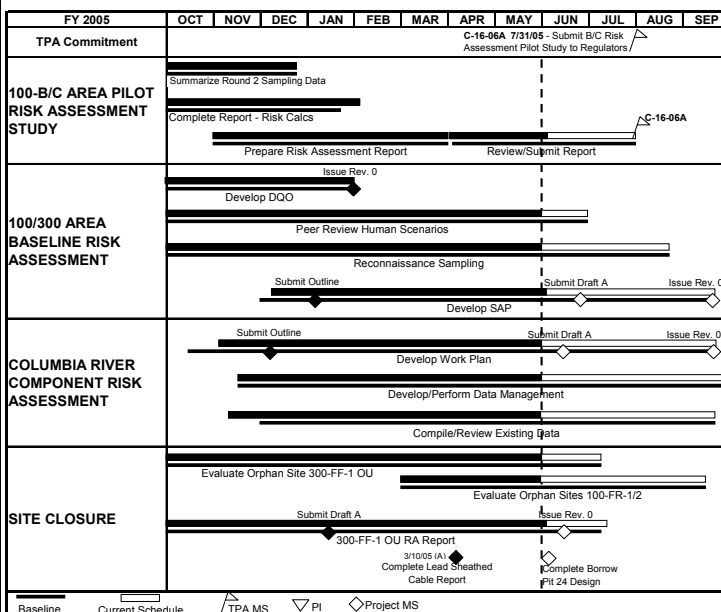 FY 2005 OCT NOV DEC JAN FEB MAR APR MAY JUN JUL AUG SEP
TPA Commitment
C-16-06A 7/31/05 - Submit B/C Risk
Assessment Pilot Study to Regulators
100-B/C AREA PILOT
RISK ASSESSMENT
STUDY
Summarize Round 2 Sampling Data
Complete Report - Risk Calcs
C-16-06A
Prepare Risk Assessment Report
Review/Submit Report
100/300 AREA
BASELINE RISK
ASSESSMENT
Issue Rev. 0
Develop DQO
Peer Review Human Scenarios
Reconnaissance Sampling
Submit Outline
Submit Draft A
Issue Rev. 0
Develop SAP
COLUMBIA RIVER
COMPONENT RISK
ASSESSMENT
Submit Outline
Submit Draft A
Issue Rev. 0
Develop Work Plan
Develop/Perform Data Management
Compile/Review Existing Data
SITE CLOSURE
Evaluate Orphan Site 300-FF-1 OU
Evaluate Orphan Sites 100-FR-1/2
Submit Draft A
Issue Rev. 0
300-FF-1 OU RA Report
3/10/05 (A)
Complete Lead Sheathed
Cable Report
Complete Borrow
Pit 24 Design
Baseline Current Schedule TPA MS PI Project MS